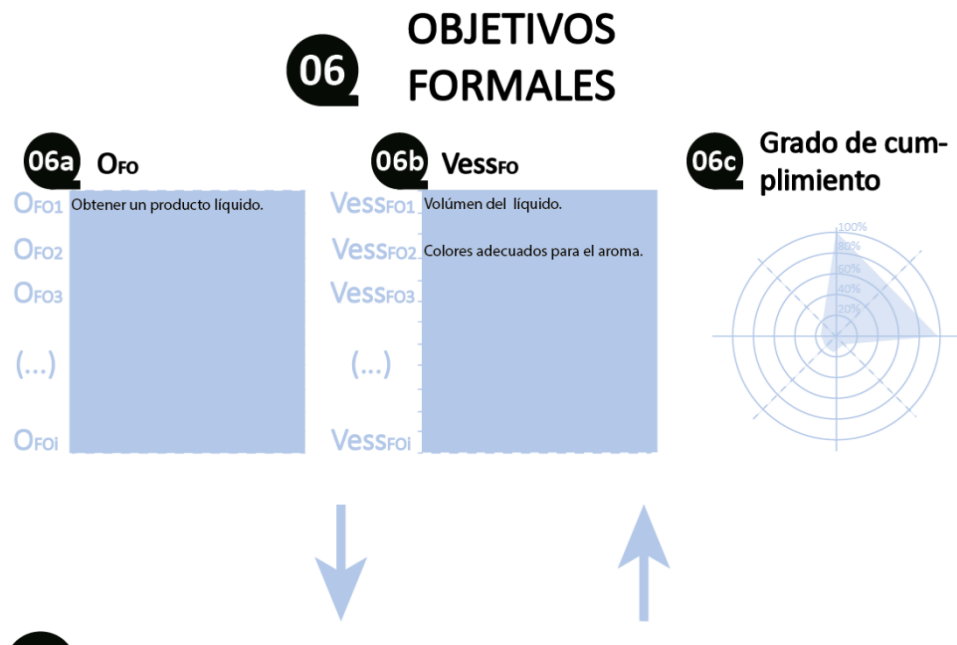 06
OBJETIVOS
FORMALES
06a OFO
06b VessFO
06c Grado de cum-
plimiento
OFO1 Obtener un producto líquido.
OFO2
OFO3
(...)
OFOi
VessFO1 Volúmen del líquido.
VessFO2 Colores adecuados para el aroma.
VessFO3
(...)
VessFOi
100%
80%
60%
40%
20%